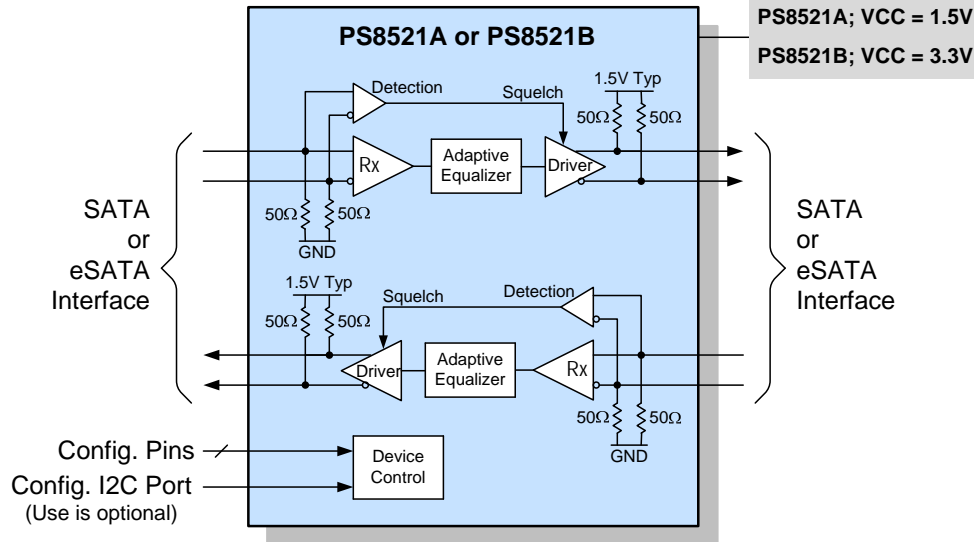 PS8521A; VCC = 1.5V
PS8521B; VCC = 3.3V
PS8521A or PS8521B
Detection
Squelch
1.5V Typ
50Ω
50Ω
Rx
Adaptive
Equalizer
Driver
50Ω
50Ω
GND
SATA
or
eSATA
Interface
SATA
or
eSATA
Interface
1.5V Typ
Squelch
Detection
50Ω
50Ω
Driver
Adaptive
Equalizer
Rx
50Ω
50Ω
GND
Config. Pins
Config. I2C Port
(Use is optional)
Device
Control